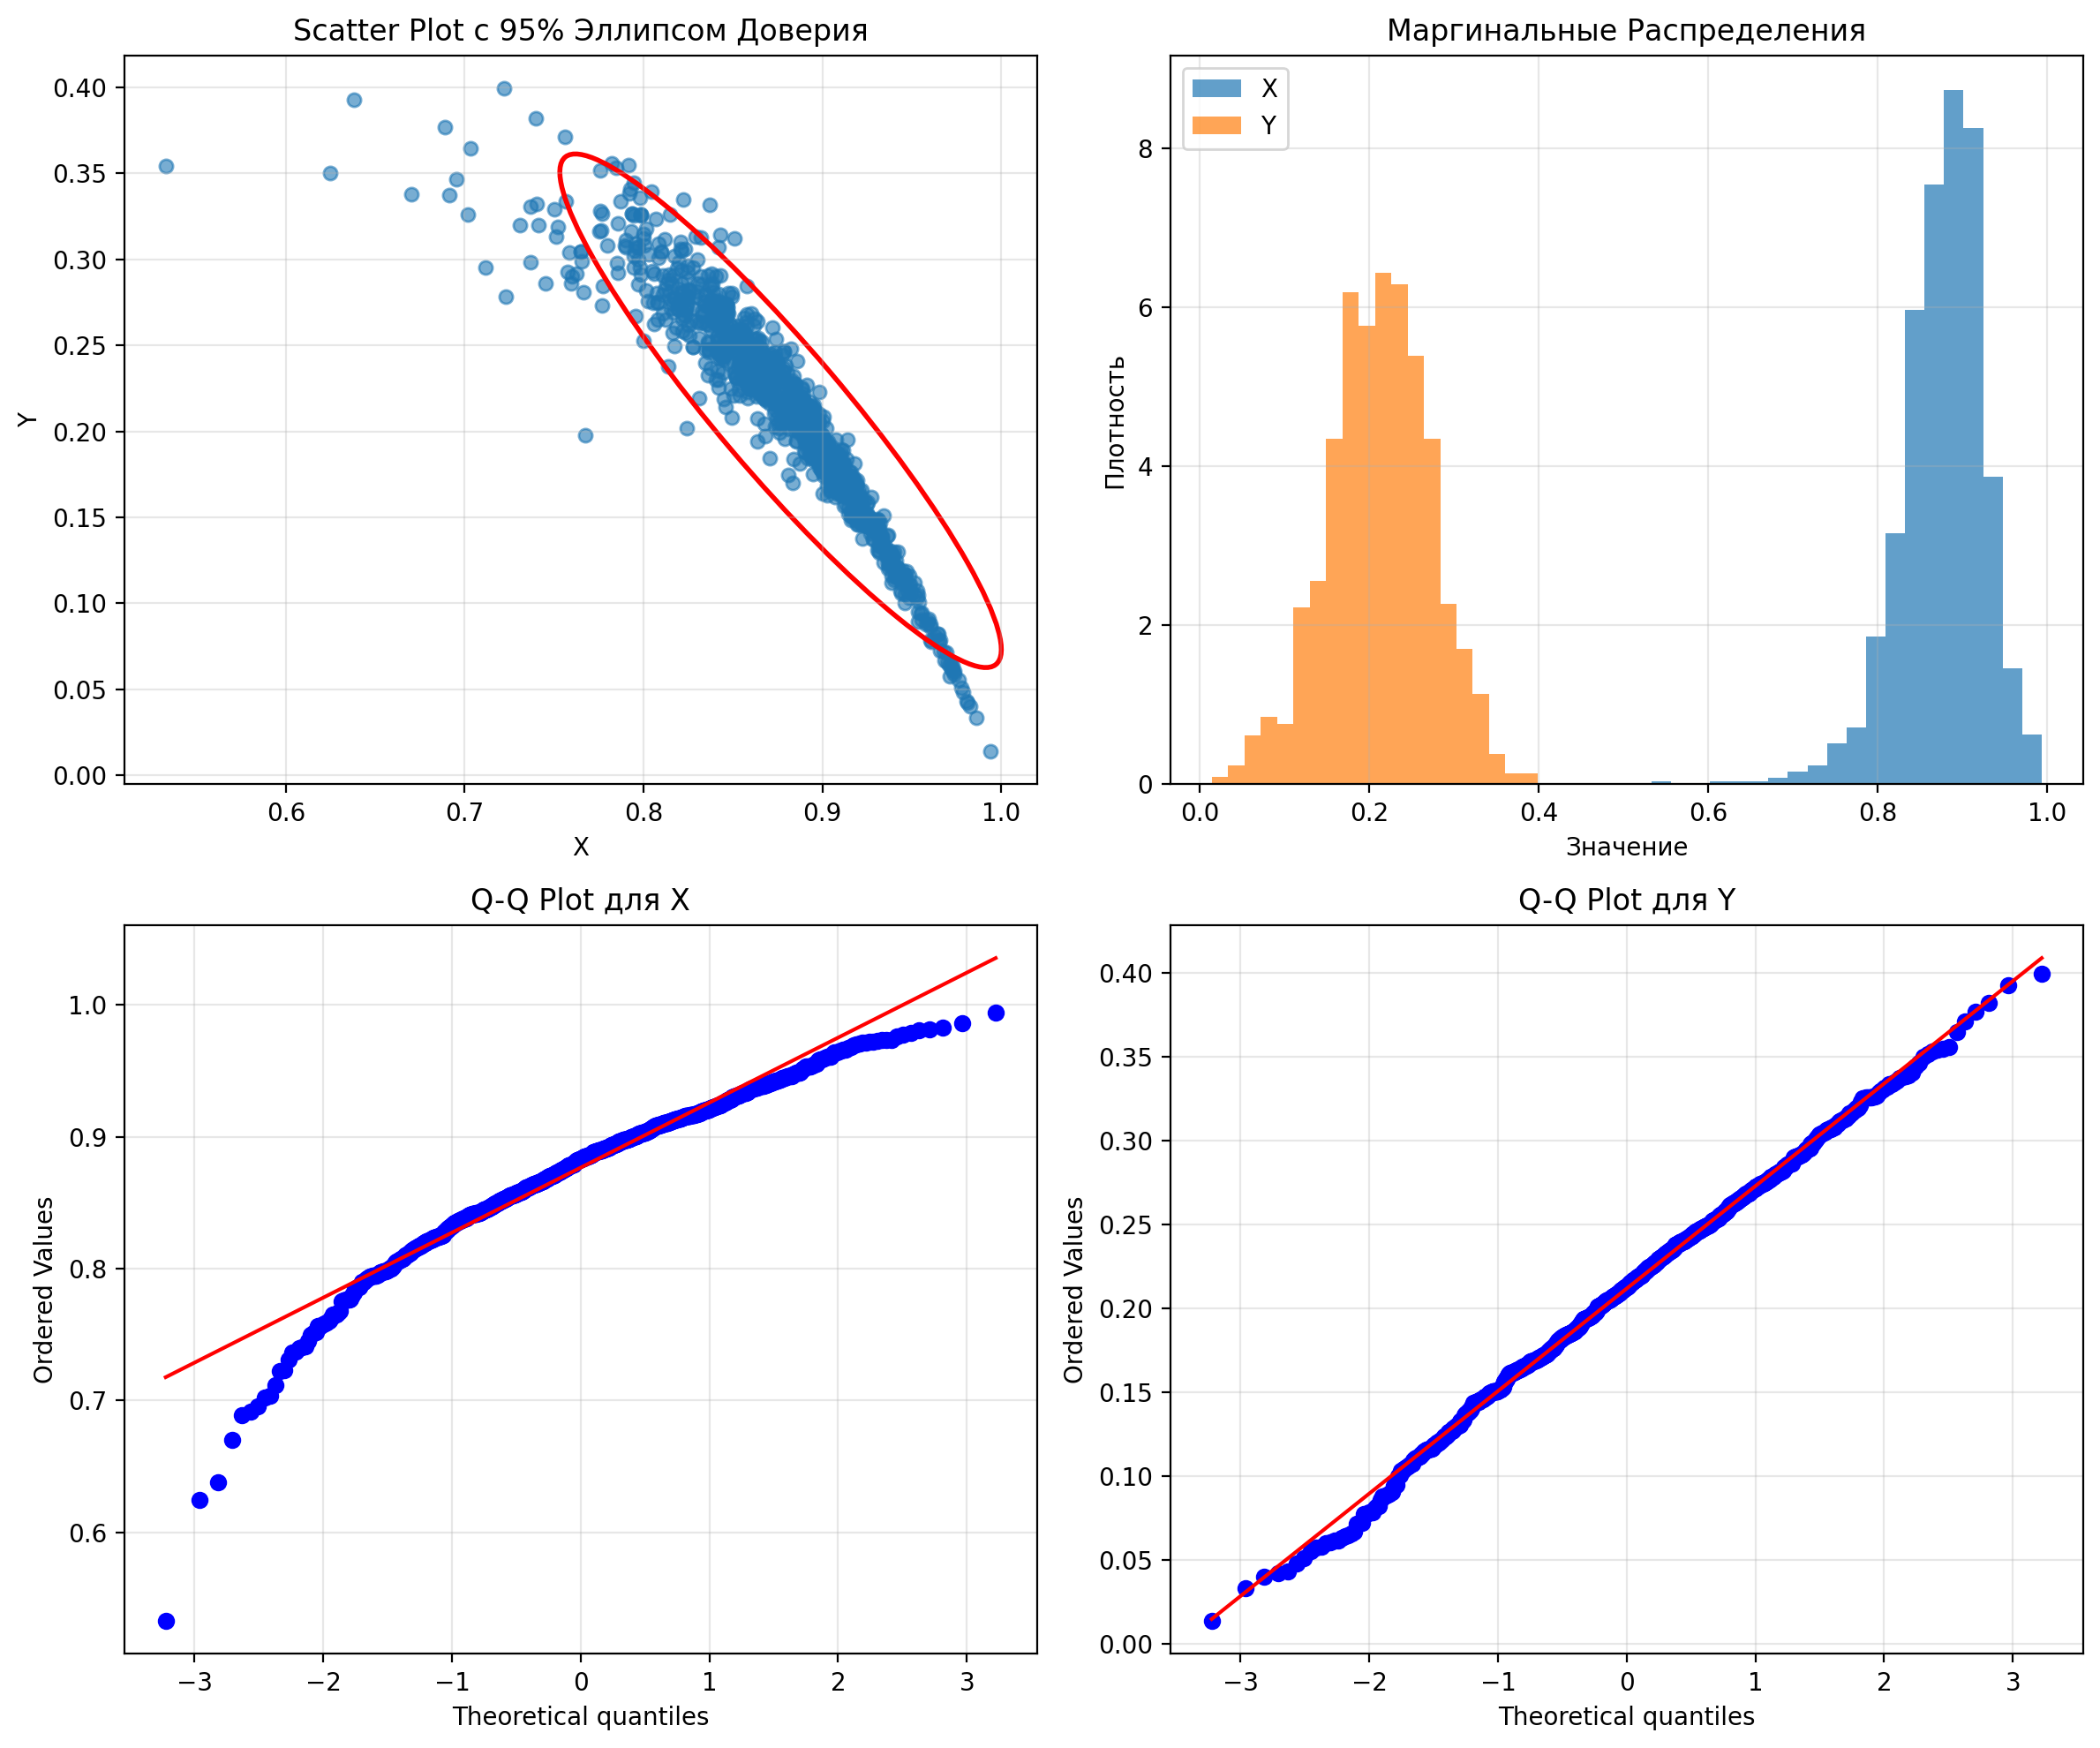 Scatter Plot с 95% Эллипсом Доверия
0.40
0.35
0.30
0.25
0.20
0.15
0.10
0.05
0.00
Y
0.6 0.7 0.8 0.9 1.0
X
Маргинальные Распределения
X
Y
8
6
4
2
0
Плотность
0.0 0.2 0.4 0.6 0.8 1.0
Значение
Q-Q Plot для X
1.0
0.9
0.8
0.7
0.6
Ordered Values
−3 −2 −1 0 1 2 3
Theoretical quantiles
Q-Q Plot для Y
0.40
0.35
0.30
0.25
0.20
0.15
0.10
0.05
0.00
Ordered Values
−3 −2 −1 0 1 2 3
Theoretical quantiles